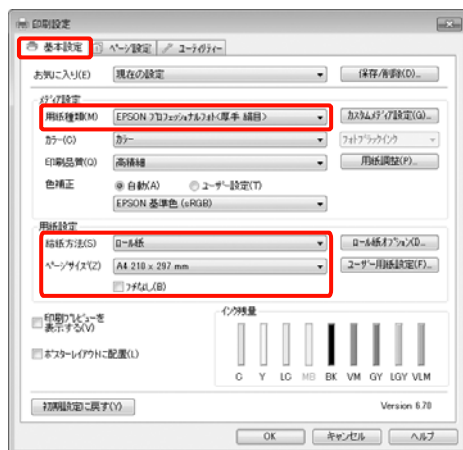 印刷設定
基本設定 ページ設定 ユーティリティー
お気に入り(E) 現在の設定 保存/削除(D)...
メディア設定
用紙種類(M) EPSON プロフェッショナルフォト<厚手 絹目> カスタムメディア設定(G)...
カラー(C) カラー フォトブラックインク
印刷品質(Q) 高精細 用紙調整(P)...
色補正 自動(A) ユーザー設定(T)
EPSON 基準色 (sRGB)
用紙設定
給紙方法(S) ロール紙 ロール紙オプション(L)...
ページサイズ(Z) A4 210 x 297 mm ユーザー用紙設定(F)...
フチなし(B)
印刷プレビューを
表示する(V)
インク残量
ポスターレイアウトに配置(L)
C Y LC MB BK VM GY LGY VLM
初期設定に戻す(Y) Version 6.70
OK キャンセル ヘルプ